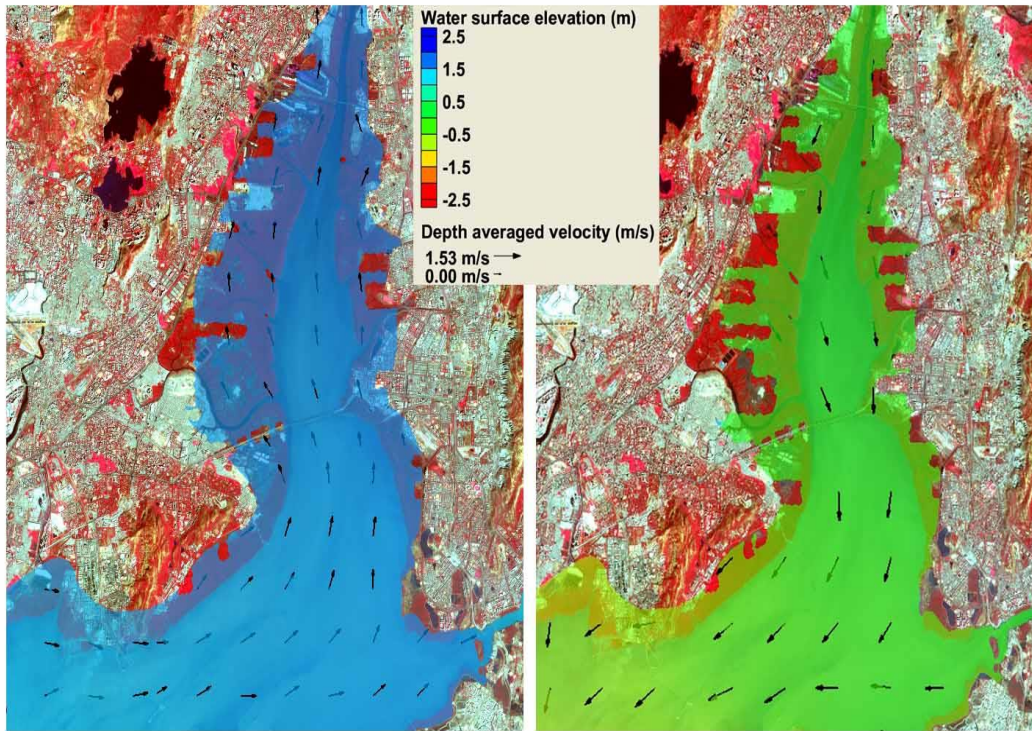 Water surface elevation (m)
2.5
1.5
0.5
-0.5
-1.5
-2.5
Depth averaged velocity (m/s)
1.53 m/s
0.00 m/s